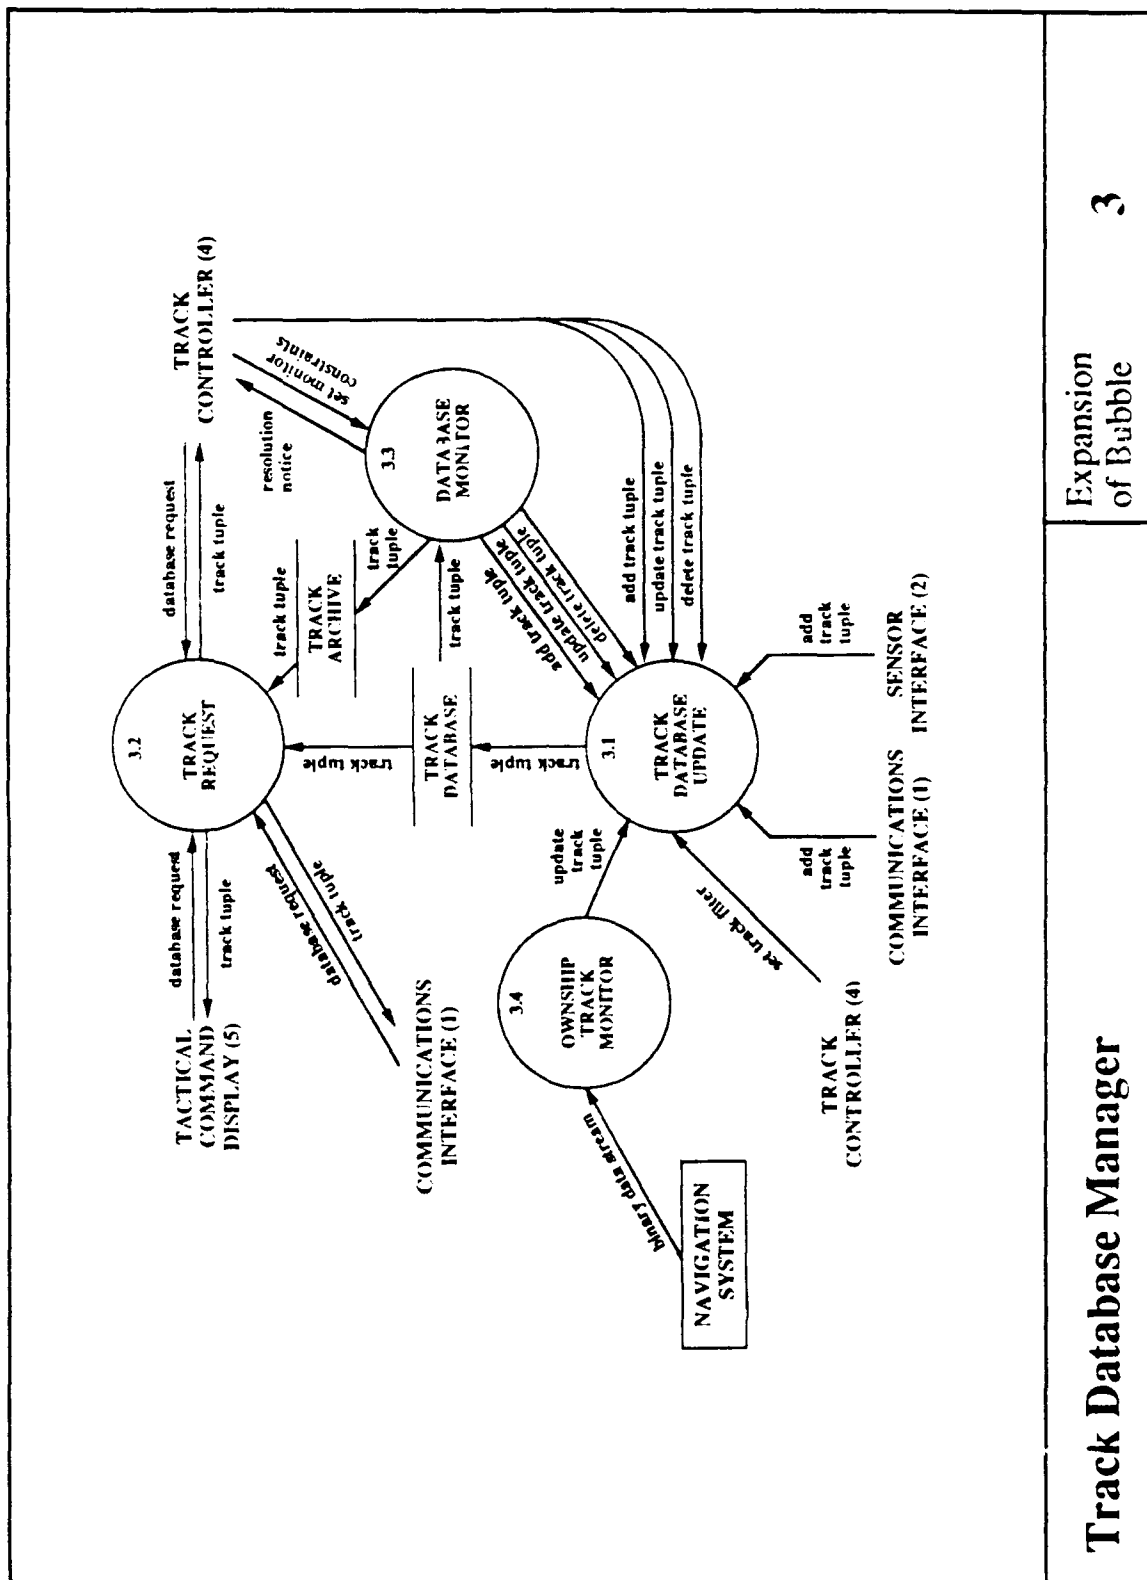 TACTICAL
COMMAND
DISPLAY (5)
database request
track tuple
3.2
TRACK
REQUEST
database request
track tuple
TRACK
CONTROLLER (4)
track tuple
database request
COMMUNICATIONS
INTERFACE (1)
track tuple
TRACK
ARCHIVE
track tuple
resolution
notice
set monitor
constraints
3.3
DATABASE
MONITOR
track tuple
TRACK
DATABASE
track tuple
track tuple
add track tuple
update track tuple
delete track tuple
3.4
OWNSHIP
TRACK
MONITOR
update
track
tuple
3.1
TRACK
DATABASE
UPDATE
add track tuple
update track tuple
delete track tuple
binary data stream
NAVIGATION
SYSTEM
set track filter
TRACK
CONTROLLER (4)
add
track
tuple
COMMUNICATIONS
INTERFACE (1)
add
track
tuple
SENSOR
INTERFACE (2)
Track Database Manager
Expansion
of Bubble
3